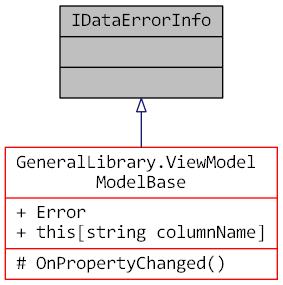 IDataErrorInfo
GeneralLibrary.ViewModel
ModelBase
+ Error
+ this[string columnName]
# OnPropertyChanged()